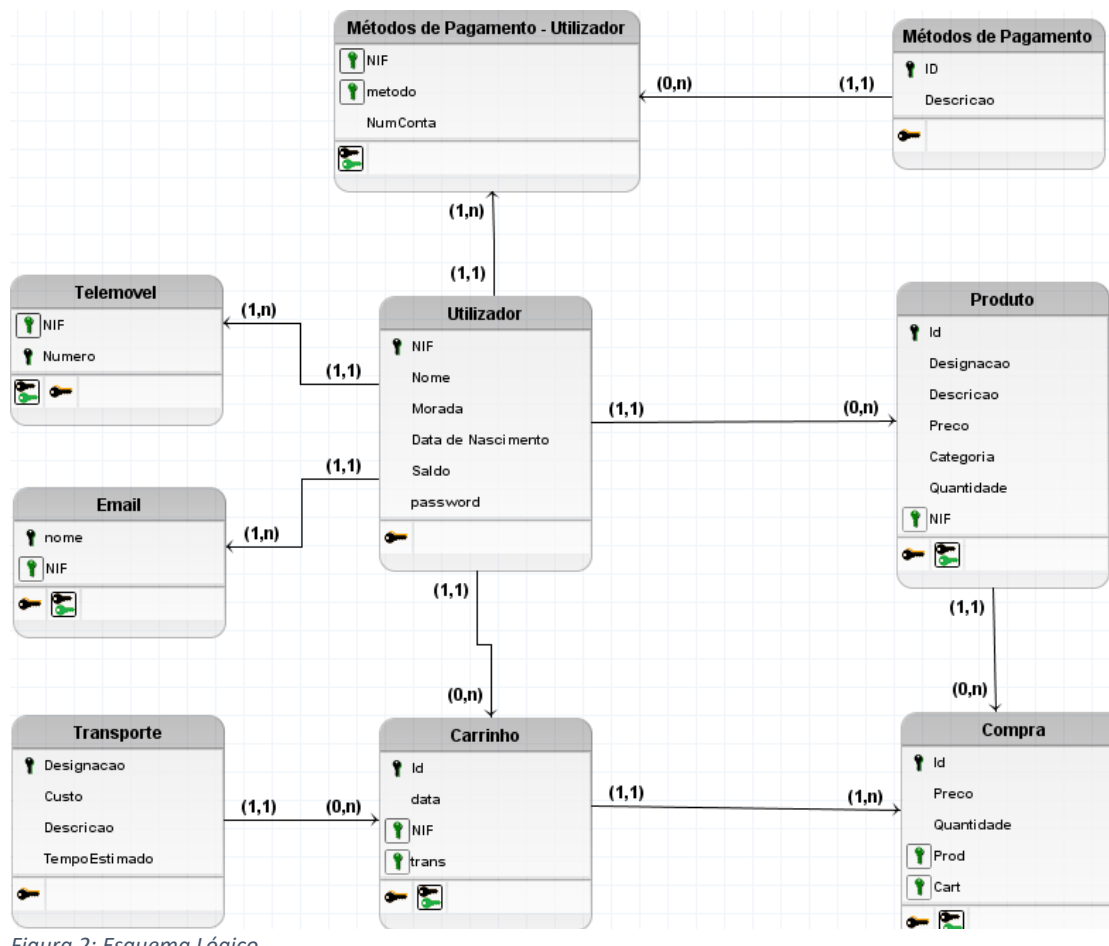 Métodos de Pagamento - Utilizador
NIF
metodo
NumConta
Métodos de Pagamento
ID
Descricao
(0,n)
(1,1)
(1,n)
(1,1)
Telemovel
NIF
Numero
(1,n)
(1,1)
Utilizador
NIF
Nome
Morada
Data de Nascimento
Saldo
password
(1,1)
(0,n)
Produto
Id
Designacao
Descricao
Preco
Categoria
Quantidade
NIF
Email
nome
NIF
(1,1)
(1,n)
(1,1)
(0,n)
(1,1)
(0,n)
Transporte
Designacao
Custo
Descricao
TempoEstimado
(1,1)
(0,n)
Carrinho
Id
data
NIF
trans
(1,1)
(1,n)
Compra
Id
Preco
Quantidade
Prod
Cart
Figura 2: Esquema Lógico